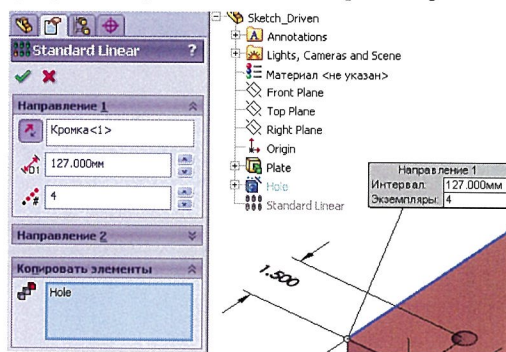 Standard Linear
?
Направление 1
Кромка<1>
D1
127.000мм
#
4
Направление 2
Копировать элементы
Hole
Sketch_Driven
A Annotations
Lights, Cameras and Scene
Материал <не указан>
Front Plane
Top Plane
Right Plane
Origin
Plate
Hole
Standard Linear
Направление 1
Интервал: 127.000мм
Экземпляры: 4
1.500